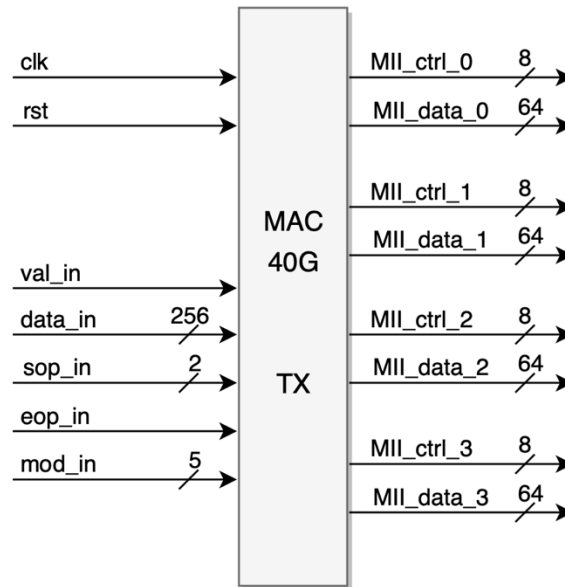 clk
rst
val_in
data_in 256
sop_in 2
eop_in
mod_in 5
MAC
40G
TX
MII_ctrl_0 8
MII_data_0 64
MII_ctrl_1 8
MII_data_1 64
MII_ctrl_2 8
MII_data_2 64
MII_ctrl_3 8
MII_data_3 64